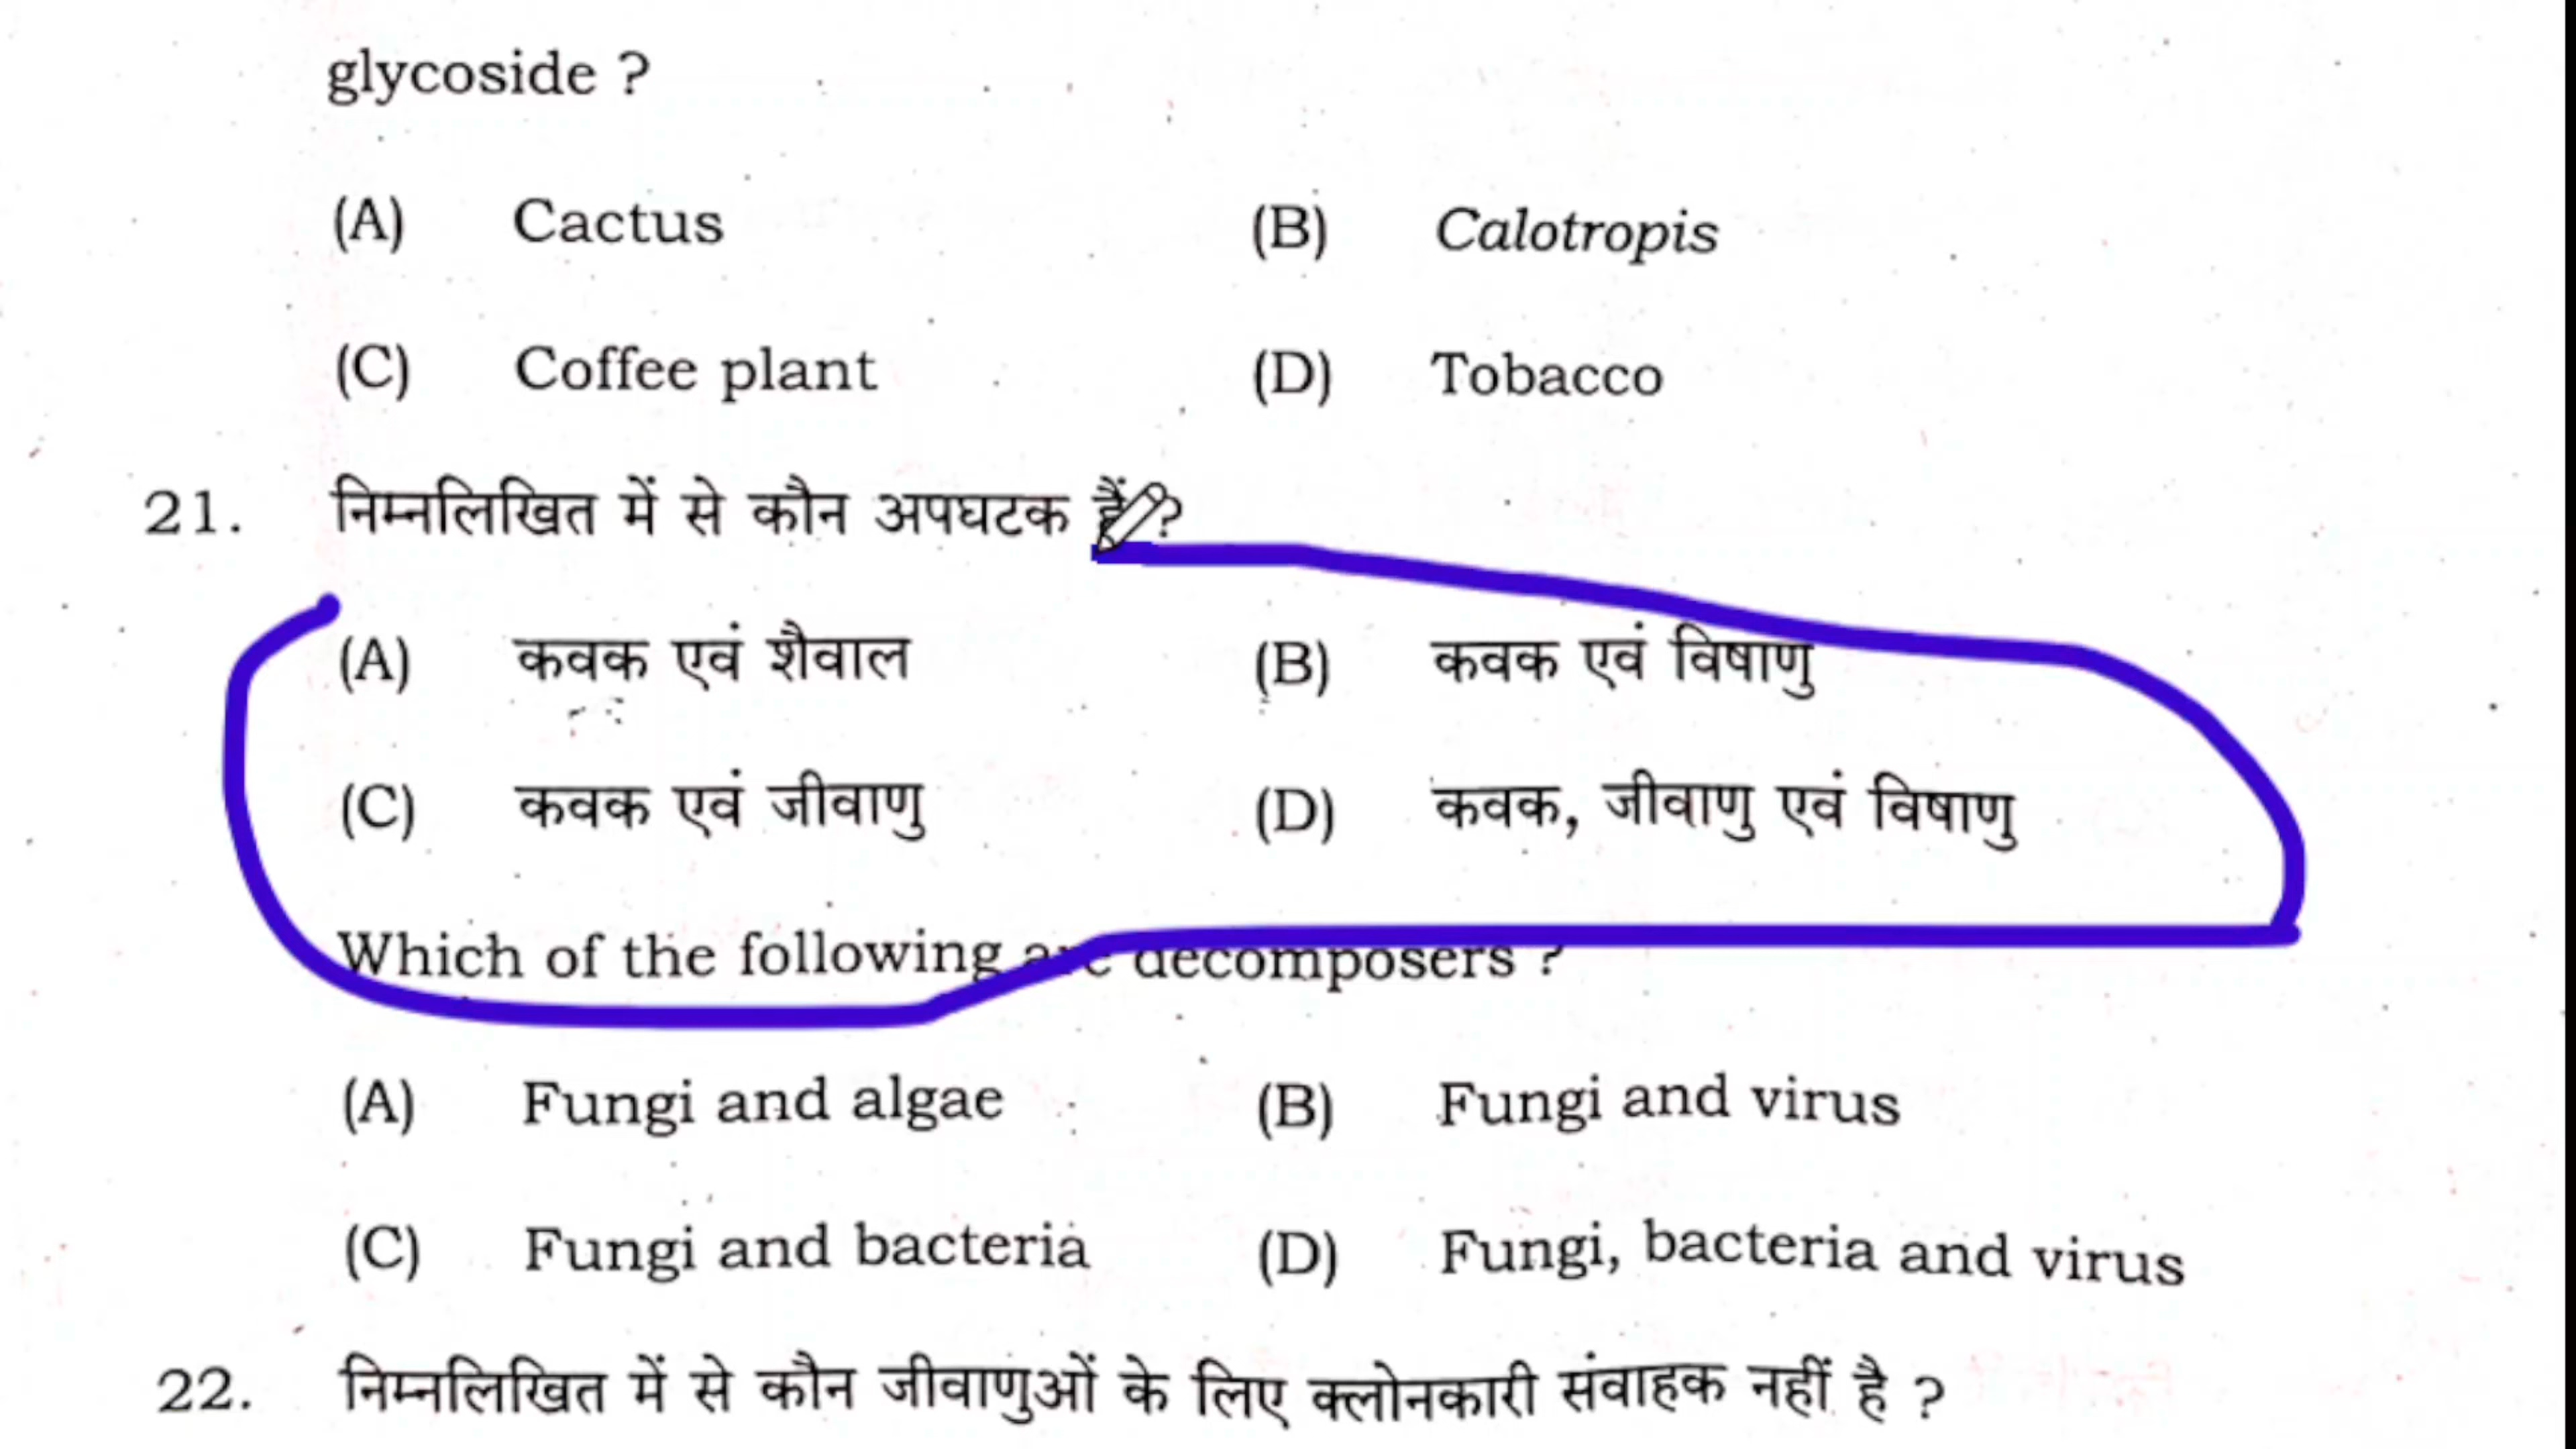 glycoside ?
(A) Cactus (B) Calotropis
(C) Coffee plant (D) Tobacco
21. निम्नलिखित में से कौन अपघटक हैं ?
(A) कवक एवं शैवाल (B) कवक एवं विषाणु
(C) कवक एवं जीवाणु (D) कवक, जीवाणु एवं विषाणु
Which of the following are decomposers ?
(A) Fungi and algae (B) Fungi and virus
(C) Fungi and bacteria (D) Fungi, bacteria and virus
22. निम्नलिखित में से कौन जीवाणुओं के लिए क्लोनकारी संवाहक नहीं है ?